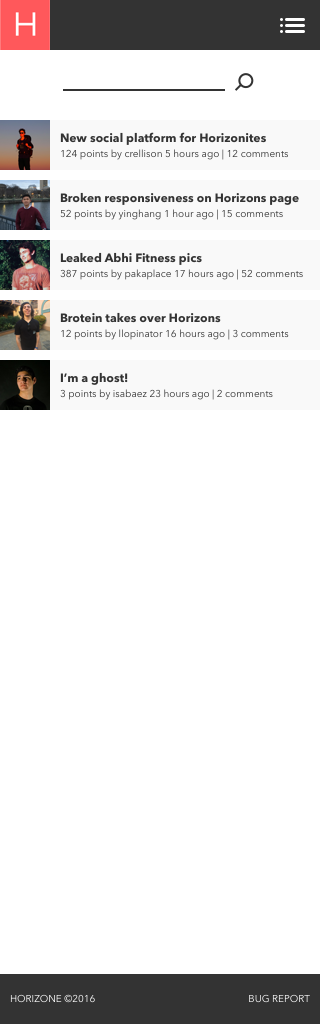 H
New social platform for Horizonites
124 points by crellison 5 hours ago | 12 comments
Broken responsiveness on Horizons page
52 points by yinghang 1 hour ago | 15 comments
Leaked Abhi Fitness pics
387 points by pakaplace 17 hours ago | 52 comments
Brotein takes over Horizons
12 points by llopinator 16 hours ago | 3 comments
I'm a ghost!
3 points by isabaez 23 hours ago | 2 comments
HORIZONE ©2016 BUG REPORT